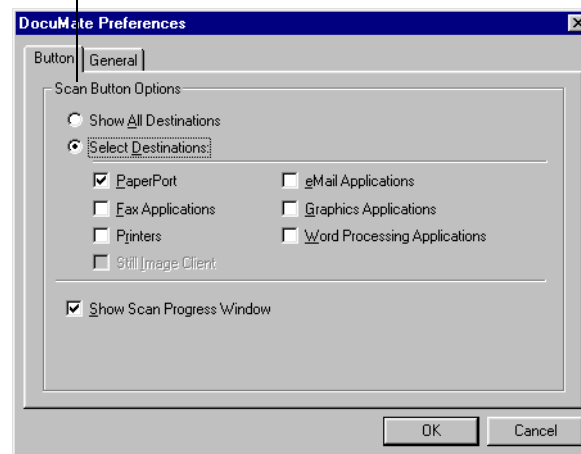 DocuMate Preferences
Button General
Scan Button Options
Show All Destinations
Select Destinations:
PaperPort eMail Applications
Fax Applications Graphics Applications
Printers Word Processing Applications
Still Image Client
Show Scan Progress Window
OK Cancel